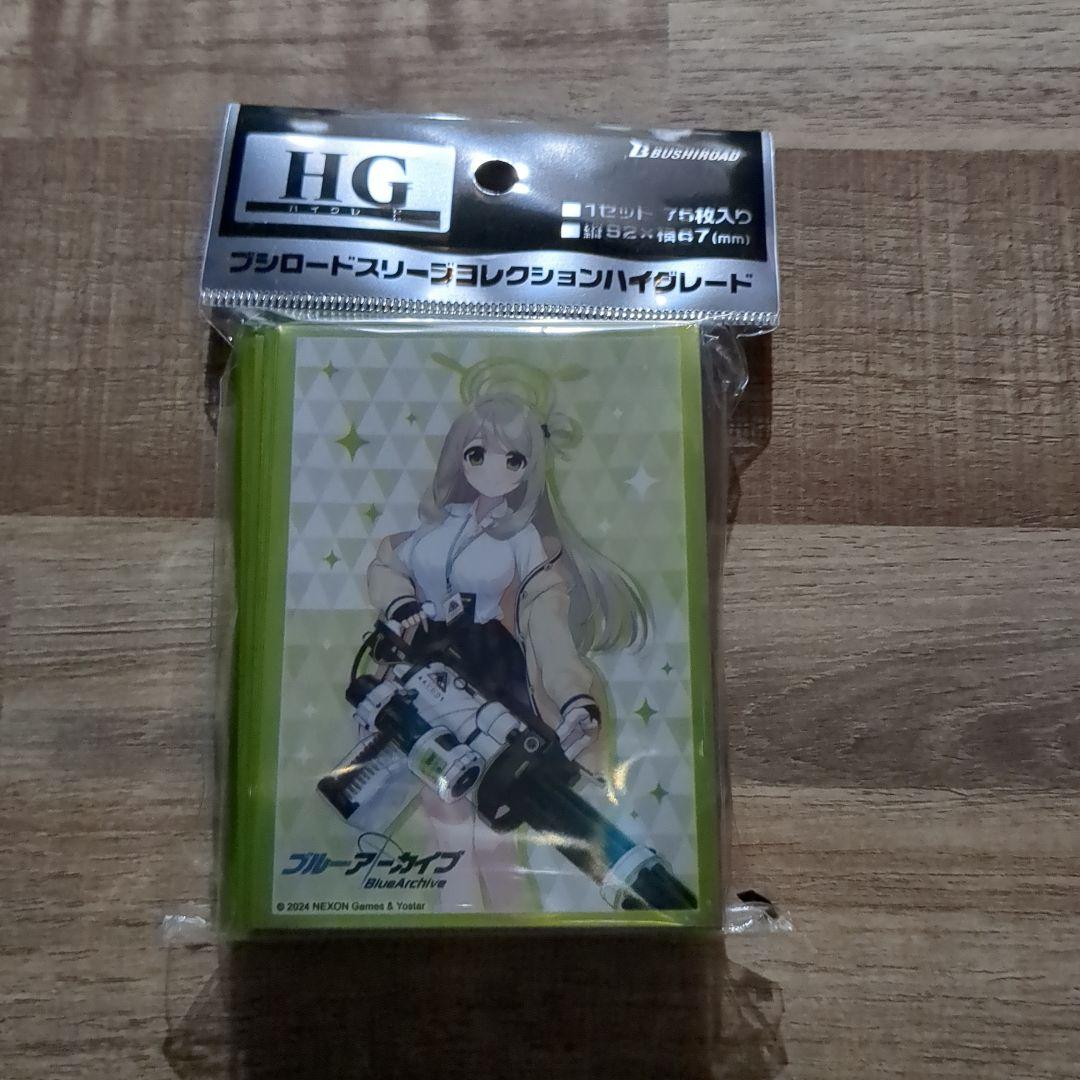 HG
ハイグレード
BUSHIROAD
1セット 75枚入り
縦92×横67(mm)
ブシロードスリーブコレクションハイグレード
ブルーアーカイブ
BlueArchive
© 2024 NEXON Games & Yostar